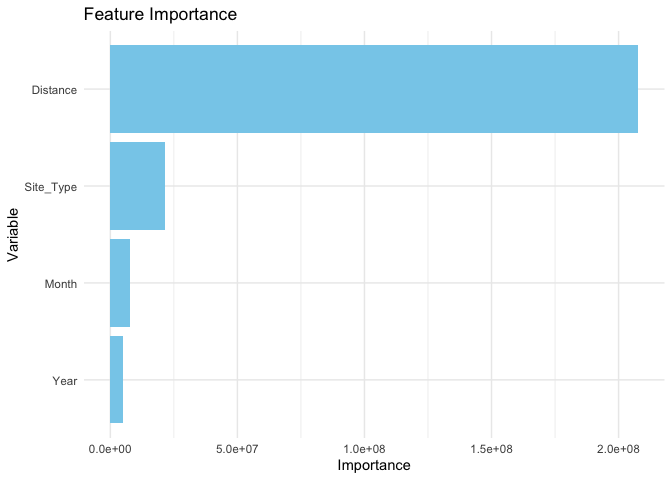 Feature Importance
Variable
Distance
Site_Type
Month
Year
0.0e+00 5.0e+07 1.0e+08 1.5e+08 2.0e+08
Importance